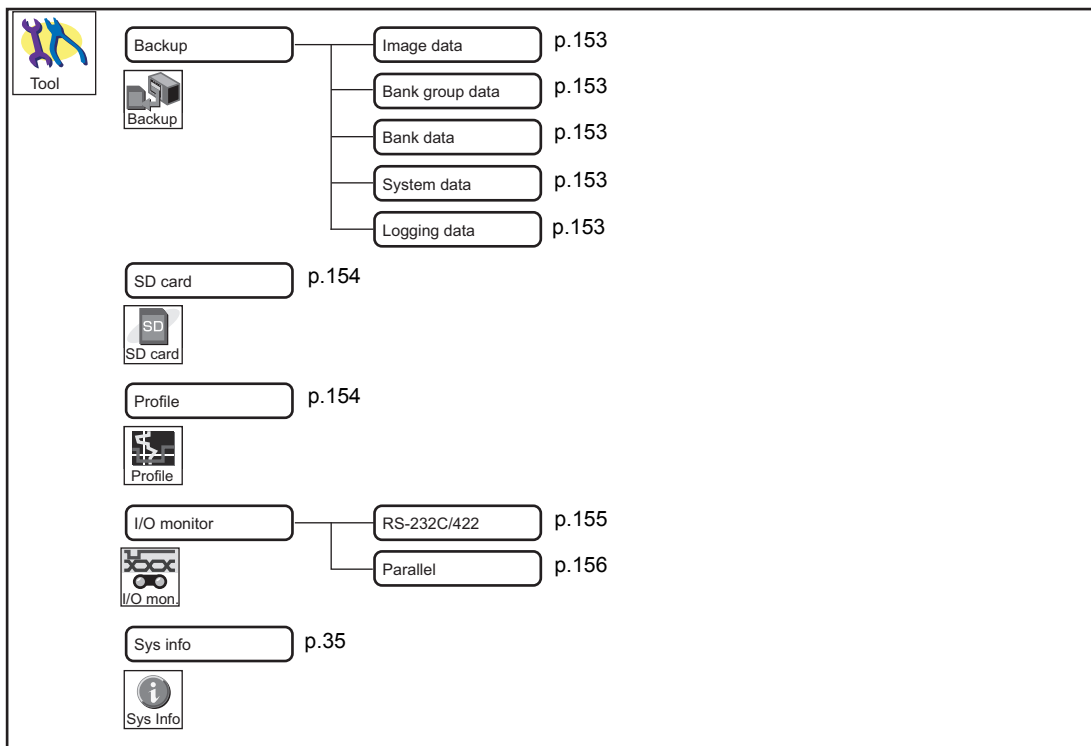 Tool
Backup
Image data p.153
Bank group data p.153
Backup
Bank data p.153
System data p.153
Logging data p.153
SD card p.154
SD
SD card
Profile p.154
Profile
I/O monitor
RS-232C/422 p.155
Parallel p.156
I/O mon.
Sys info p.35
i
Sys Info